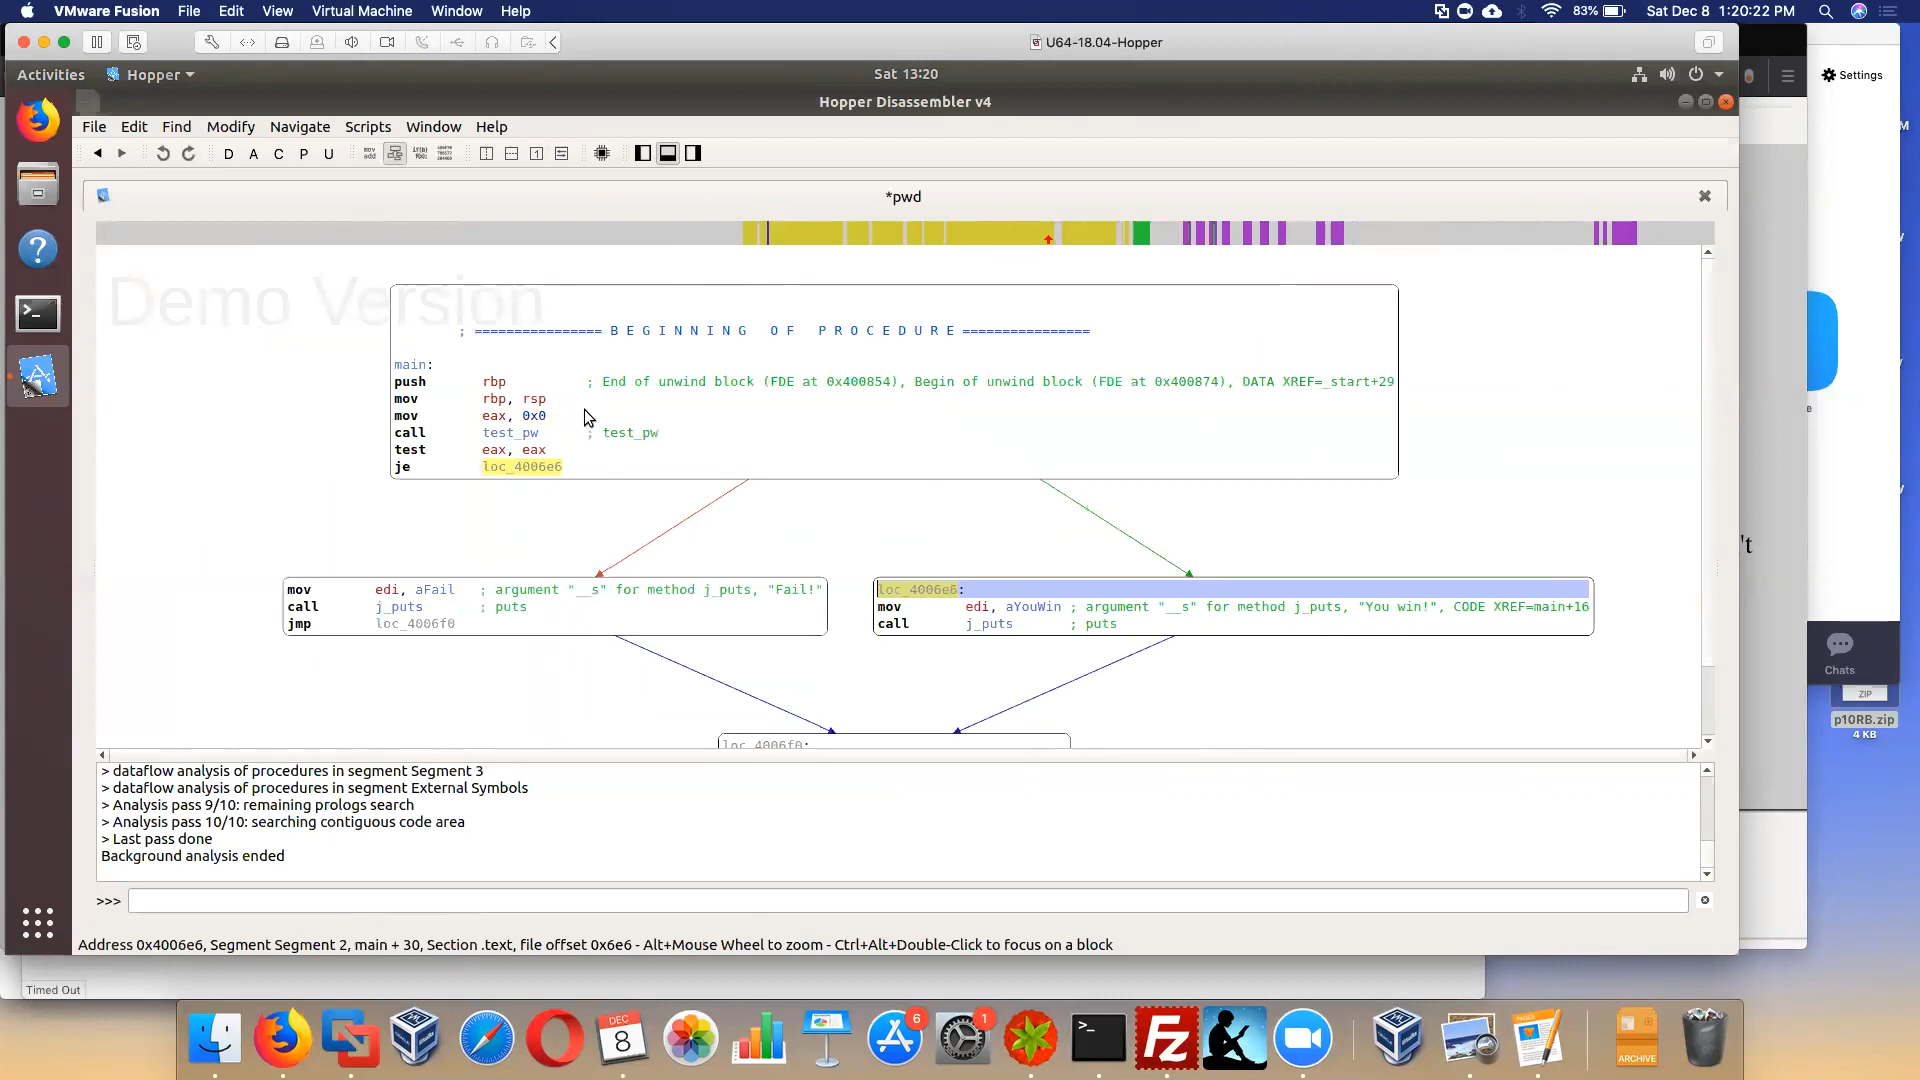 VMware Fusion File Edit View Virtual Machine Window Help 83% Sat Dec 8 1:20:22 PM
U64-18.04-Hopper
Activities Hopper Sat 13:20 Settings
Hopper Disassembler v4
File Edit Find Modify Navigate Scripts Window Help
D A C P U
*pwd
Demo Version
; ================ B E G I N N I N G   O F   P R O C E D U R E ================
main:
push rbp ; End of unwind block (FDE at 0x400854), Begin of unwind block (FDE at 0x400874), DATA XREF=_start+29
mov rbp, rsp
mov eax, 0x0
call test_pw ; test_pw
test eax, eax
je loc_4006e6
mov edi, aFail ; argument "__s" for method j_puts, "Fail!"
call j_puts ; puts
jmp loc_4006f0
loc_4006e6:
mov edi, aYouWin ; argument "__s" for method j_puts, "You win!", CODE XREF=main+16
call j_puts ; puts
loc_4006f0:
> dataflow analysis of procedures in segment Segment 3
> dataflow analysis of procedures in segment External Symbols
> Analysis pass 9/10: remaining prologs search
> Analysis pass 10/10: searching contiguous code area
> Last pass done
Background analysis ended
>>>
Address 0x4006e6, Segment Segment 2, main + 30, Section .text, file offset 0x6e6 - Alt+Mouse Wheel to zoom - Ctrl+Alt+Double-Click to focus on a block
't
Chats
ZIP
p10RB.zip
4 KB
Timed Out
DEC
8
6
1
Fz
ARCHIVE